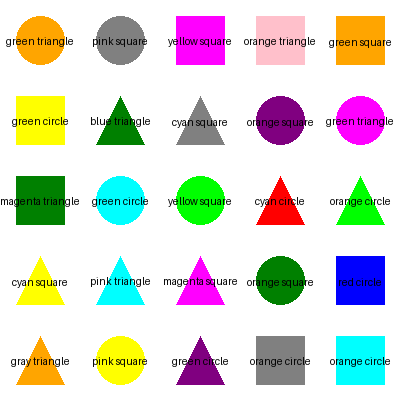 green triangle
pink square
yellow square
orange triangle
green square
green circle
blue triangle
cyan square
orange square
green triangle
magenta triangle
green circle
yellow square
cyan circle
orange circle
cyan square
pink triangle
magenta square
orange square
red circle
gray triangle
pink square
green circle
orange circle
orange circle